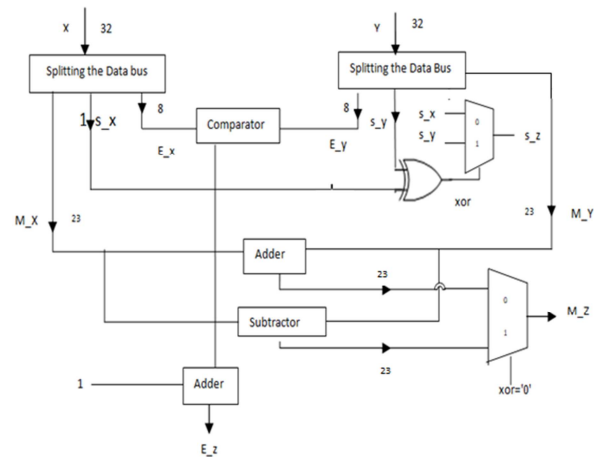 X 32
Y 32
Splitting the Data bus
Splitting the Data Bus
1 s_x
8
Comparator
8
s_y
s_x
s_y
0
1
s_z
E_x
E_y
xor
M_X
23
23
M_Y
Adder
23
Subtractor
0
1
M_Z
23
1
Adder
xor='0'
E_z